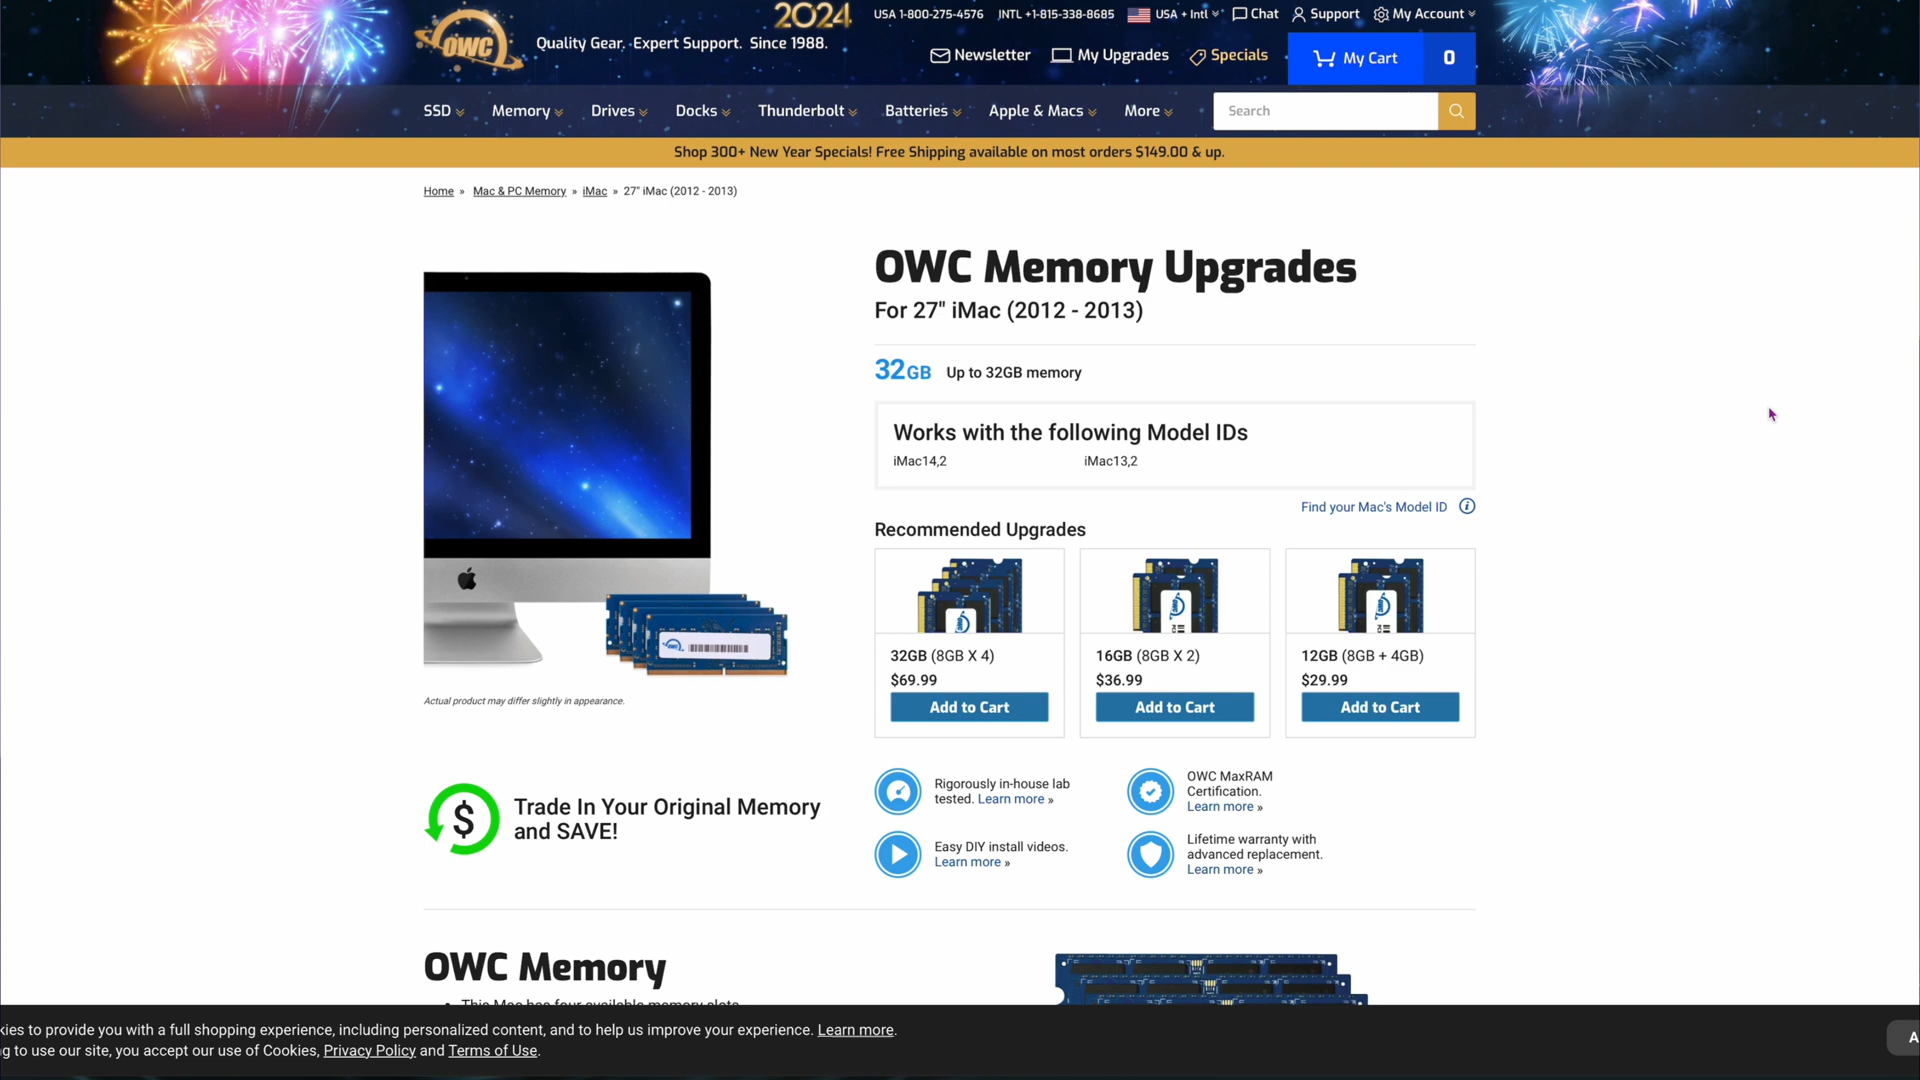 2024
USA 1-800-275-4576
INTL +1-815-338-8685
USA + Intl
Chat
Support
My Account
OWC
Quality Gear. Expert Support. Since 1988.
Newsletter
My Upgrades
Specials
My Cart
0
SSD
Memory
Drives
Docks
Thunderbolt
Batteries
Apple & Macs
More
Search
Shop 300+ New Year Specials! Free Shipping available on most orders $149.00 & up.
Home » Mac & PC Memory » iMac » 27" iMac (2012 - 2013)
OWC Memory Upgrades
For 27" iMac (2012 - 2013)
32GB Up to 32GB memory
Works with the following Model IDs
iMac14,2 iMac13,2
Find your Mac's Model ID
Recommended Upgrades
32GB (8GB X 4)
$69.99
Add to Cart
16GB (8GB X 2)
$36.99
Add to Cart
12GB (8GB + 4GB)
$29.99
Add to Cart
OWC
Actual product may differ slightly in appearance.
Trade In Your Original Memory
and SAVE!
Rigorously in-house lab
tested. Learn more »
OWC MaxRAM
Certification.
Learn more »
Easy DIY install videos.
Learn more »
Lifetime warranty with
advanced replacement.
Learn more »
OWC Memory
This Mac has four available memory slots
kies to provide you with a full shopping experience, including personalized content, and to help us improve your experience. Learn more.
g to use our site, you accept our use of Cookies, Privacy Policy and Terms of Use.
A